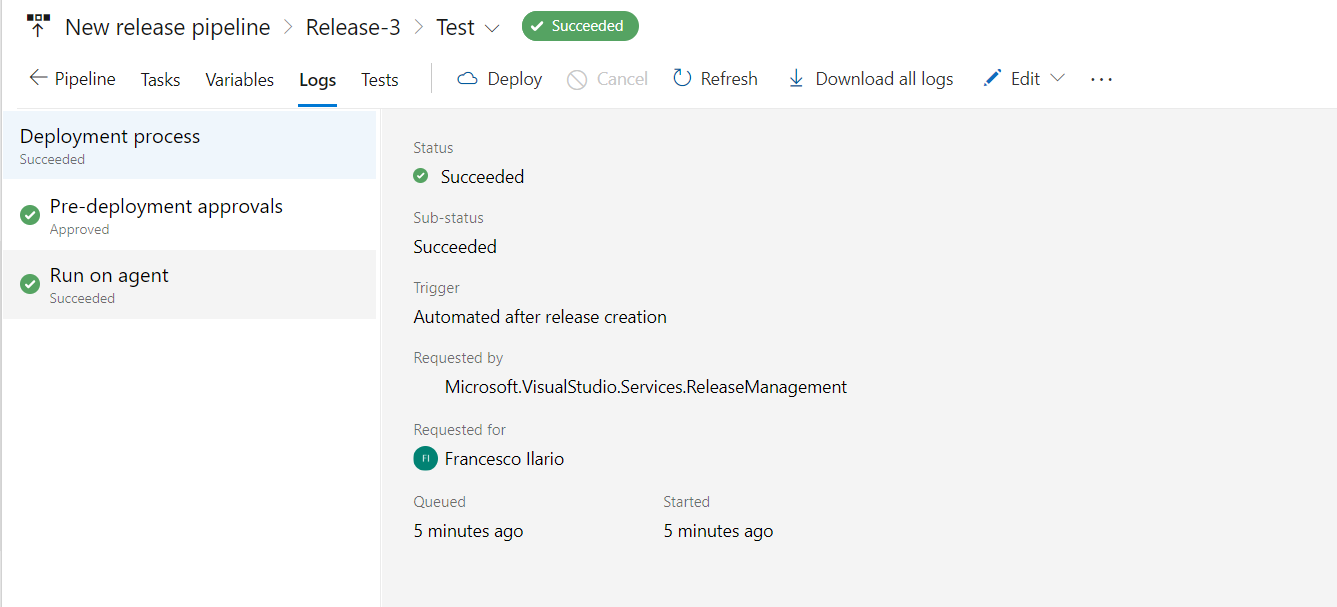 New release pipeline > Release-3 > Test Succeeded
Pipeline Tasks Variables Logs Tests Deploy Cancel Refresh Download all logs Edit ...
Deployment process
Succeeded
Pre-deployment approvals
Approved
Run on agent
Succeeded
Status
Succeeded
Sub-status
Succeeded
Trigger
Automated after release creation
Requested by
Microsoft.VisualStudio.Services.ReleaseManagement
Requested for
FI Francesco Ilario
Queued Started
5 minutes ago 5 minutes ago